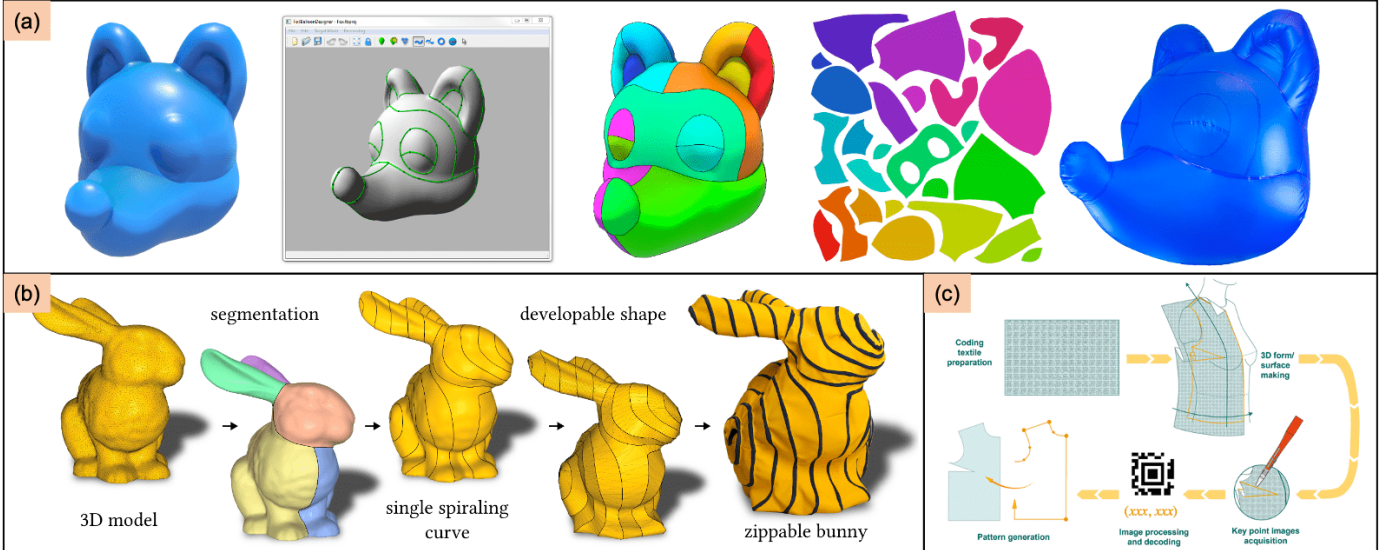 (a)
(b)
segmentation
developable shape
3D model
single spiraling
curve
zippable bunny
(c)
Coding
textile
preparation
3D form/
surface
making
(xxx, xxx)
Pattern generation
Image processing
and decoding
Key point images
acquisition